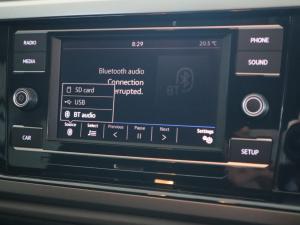 RADIO
8:29
20.5 °C
PHONE
MEDIA
Bluetooth audio
SOUND
Connection
rrupted.
SD card
USB
BT audio
Source
Select
Previous
Pause
Next
Settings
CAR
SETUP